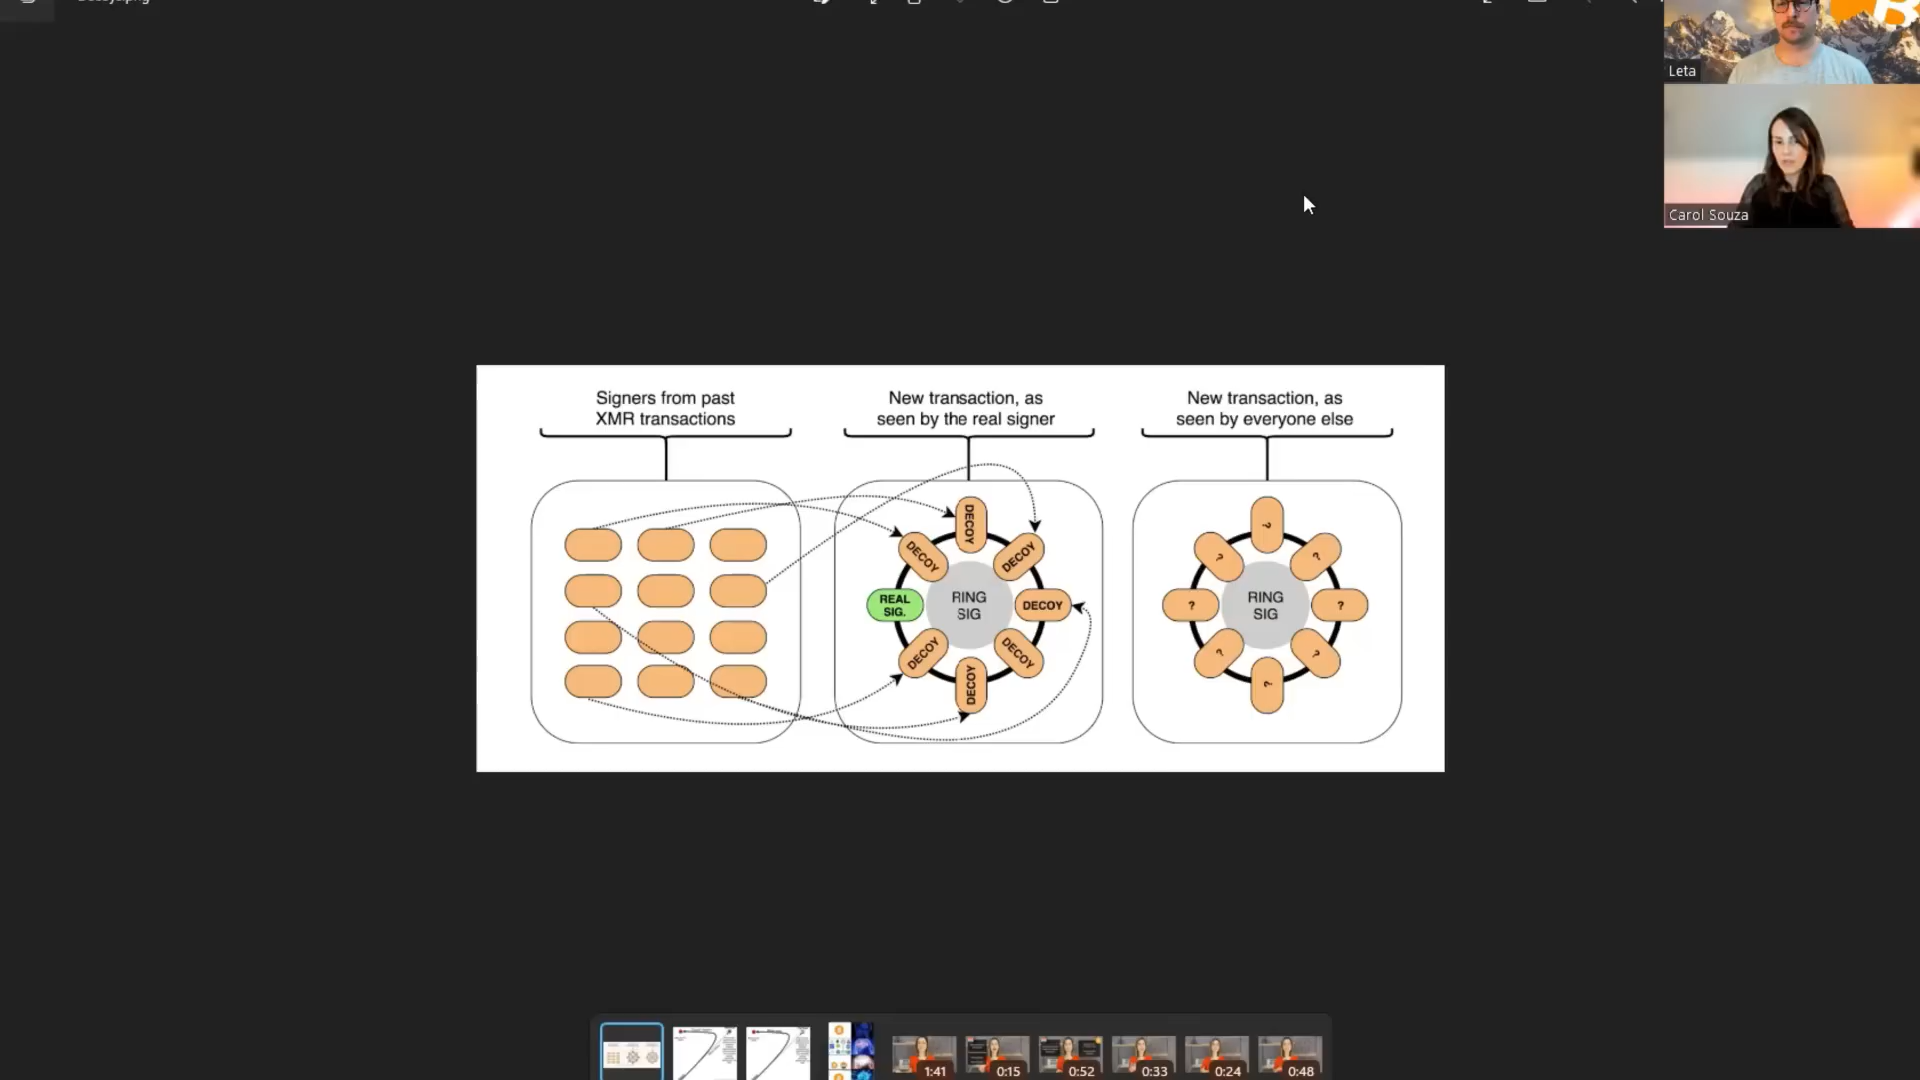 Leta
Carol Souza
Signers from past
XMR transactions
New transaction, as
seen by the real signer
New transaction, as
seen by everyone else
DECOY
DECOY
DECOY
REAL
SIG.
RING
SIG
DECOY
DECOY
DECOY
DECOY
?
?
?
?
RING
SIG
?
?
?
?
1:41
0:15
0:52
0:33
0:24
0:48